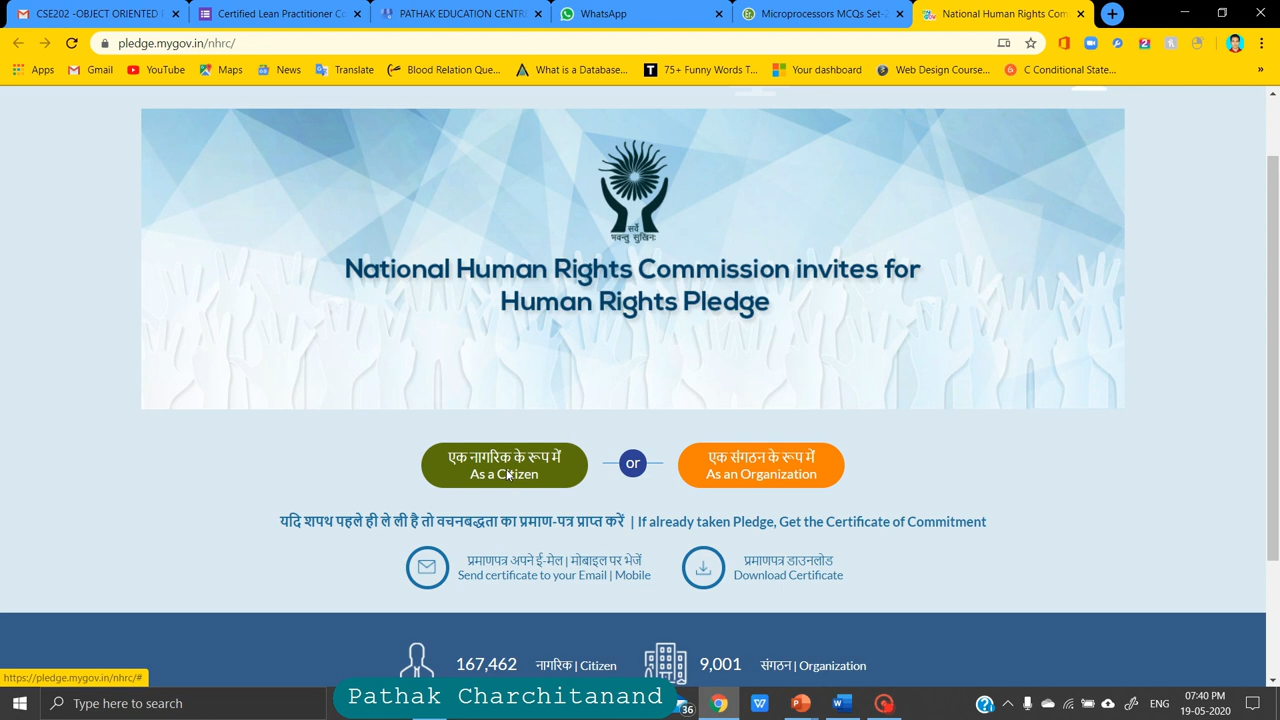 CSE202 -OBJECT ORIENTED
Certified Lean Practitioner Ce
PATHAK EDUCATION CENTR
WhatsApp
Microprocessors MCQs Set-2
National Human Rights Com
pledge.mygov.in/nhrc/
Apps
Gmail
YouTube
Maps
News
Translate
Blood Relation Que...
What is a Database...
75+ Funny Words T...
Your dashboard
Web Design Course...
C Conditional State...
»
सर्वे
भवन्तु सुखिनः
National Human Rights Commission invites for
Human Rights Pledge
एक नागरिक के रूप में
As a Citizen
or
एक संगठन के रूप में
As an Organization
यदि शपथ पहले ही ले ली है तो वचनबद्धता का प्रमाण-पत्र प्राप्त करें | If already taken Pledge, Get the Certificate of Commitment
प्रमाणपत्र अपने ई-मेल | मोबाइल पर भेजें
Send certificate to your Email | Mobile
प्रमाणपत्र डाउनलोड
Download Certificate
167,462 नागरिक | Citizen
9,001 संगठन | Organization
https://pledge.mygov.in/nhrc/#
Pathak Charchitanand
Type here to search
36
ENG
07:40 PM
19-05-2020